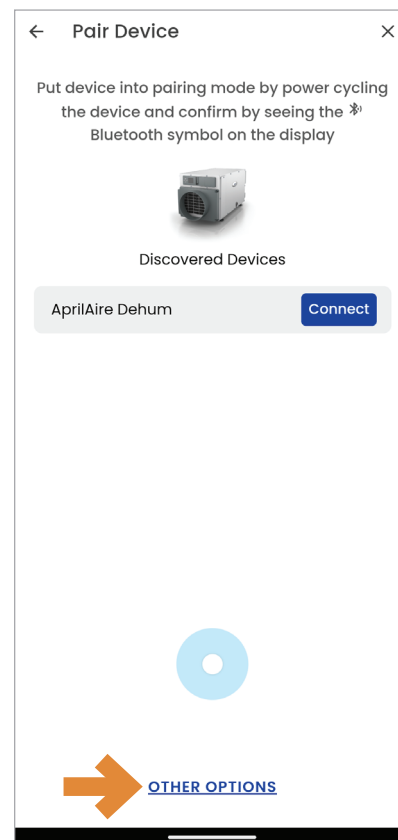 Pair Device
Put device into pairing mode by power cycling
the device and confirm by seeing the
Bluetooth symbol on the display
Discovered Devices
AprilAire Dehum
Connect
OTHER OPTIONS